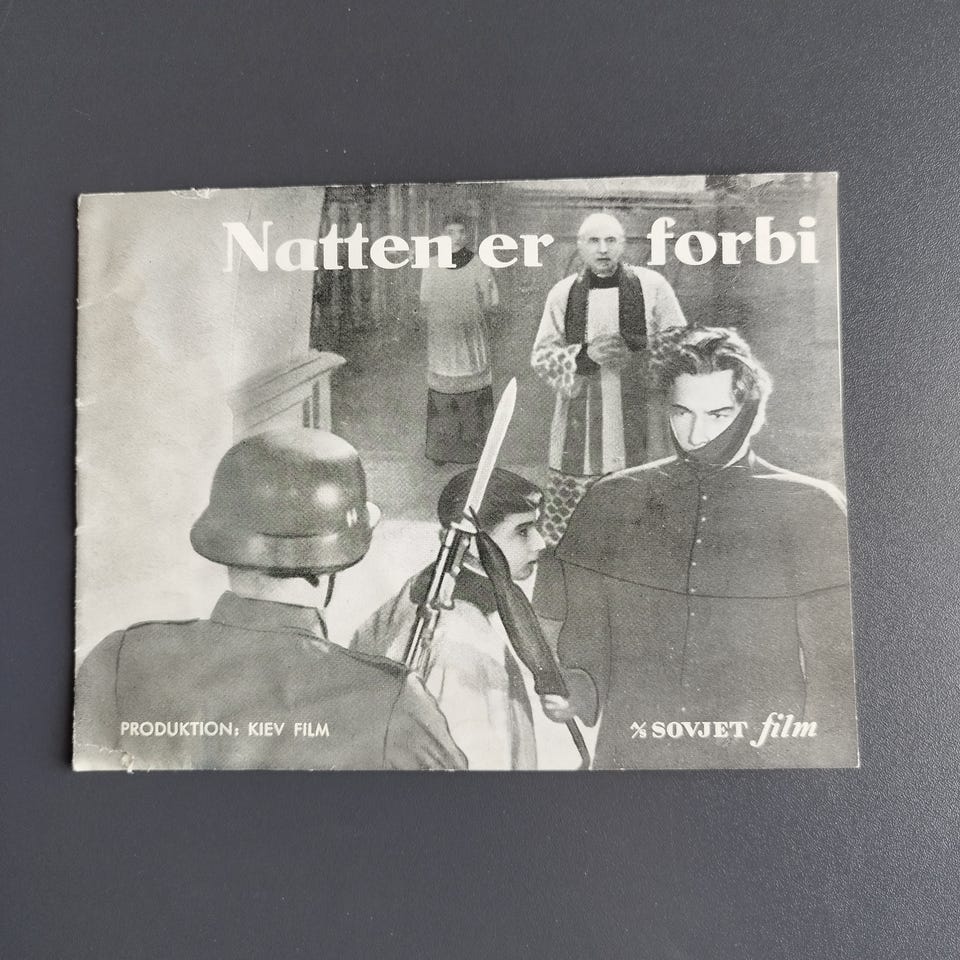 Natten er forbi
PRODUKTION: KIEV FILM
A/S SOVJET film